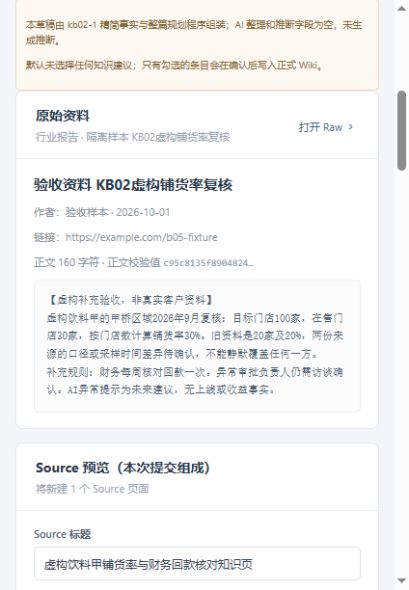 本草稿由 kb02-1 精简事实与整篇规划程序组装；AI 整理和推断字段为空，未生
成推断。
默认未选择任何知识建议；只有勾选的条目会在确认后写入正式 Wiki。
原始资料
行业报告 · 隔离样本 KB02虚构铺货率复核
打开 Raw
验收资料 KB02虚构铺货率复核
作者：验收样本 · 2026-10-01
链接：https://example.com/b05-fixture
正文 160 字符 · 正文校验值 c95c8135f8904824…
【虚构补充验收，非真实客户资料】
虚构饮料甲的甲桥区域2026年9月复核：目标门店100家，在售门
店30家，按门店数计算铺货率30%。旧资料是20家及20%，两份来
源的口径或采样时间差异待确认，不能静默覆盖任何一方。
补充规则：财务每周核对回款一次。异常审批负责人仍需访谈确
认。AI异常提示为未来建议，无上线或收益事实。
Source 预览（本次提交组成）
将新建 1 个 Source 页面
Source 标题
虚构饮料甲铺货率与财务回款核对知识页